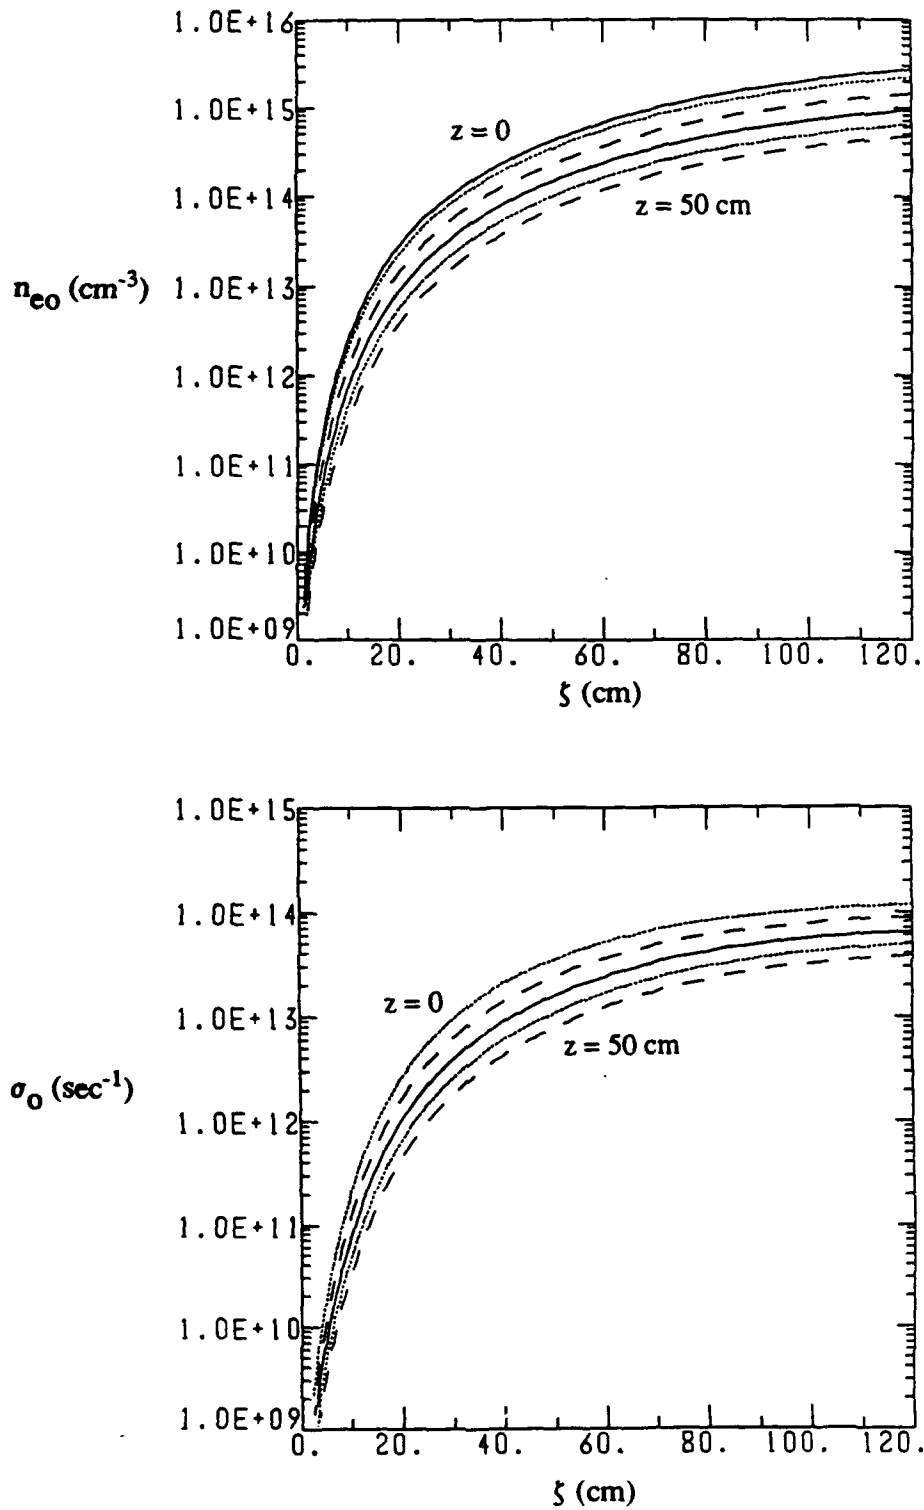 1.0E+16
1.0E+15
z = 0
1.0E+14
z = 50 cm
n_eo (cm^-3) 1.0E+13
1.0E+12
1.0E+11
1.0E+10
1.0E+09
0. 20. 40. 60. 80. 100. 120.
ζ (cm)
1.0E+15
1.0E+14
z = 0
1.0E+13
z = 50 cm
σ_o (sec^-1)
1.0E+12
1.0E+11
1.0E+10
1.0E+09
0. 20. 40. 60. 80. 100. 120.
ζ (cm)